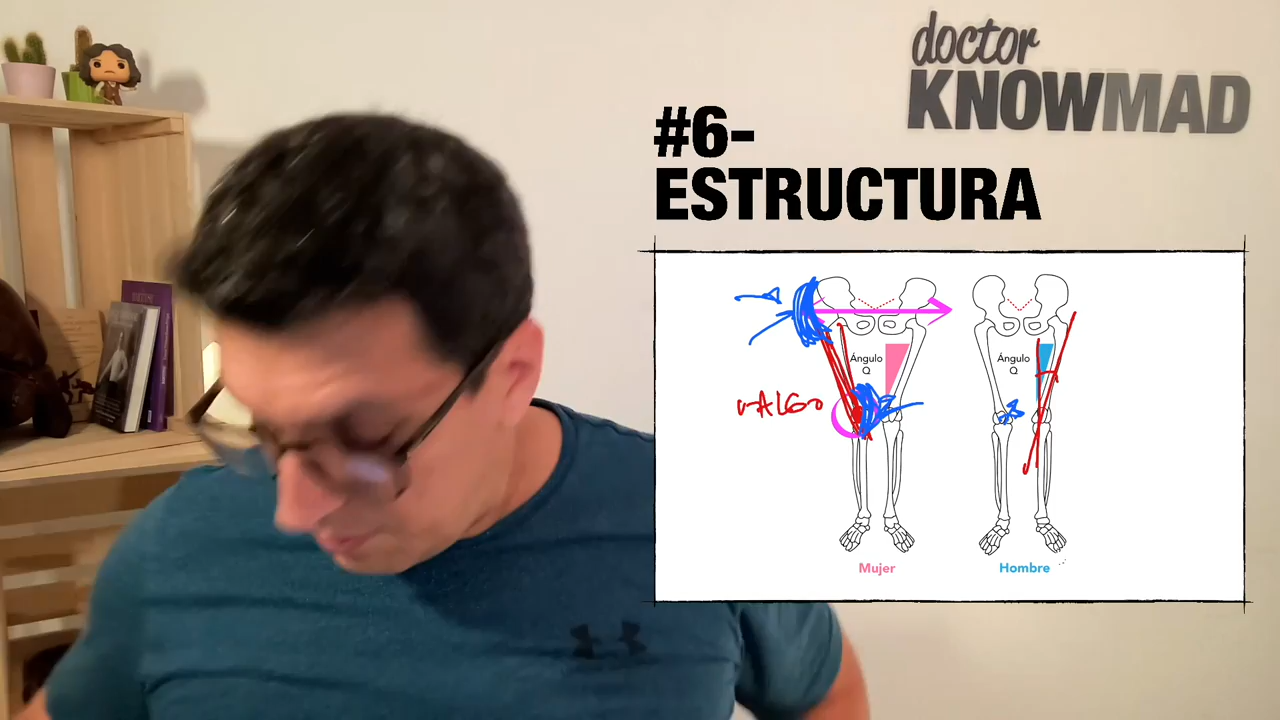 doctor
KNOWMAD
#6-
ESTRUCTURA
Ángulo
Q
Ángulo
Q
VALGO
Mujer
Hombre